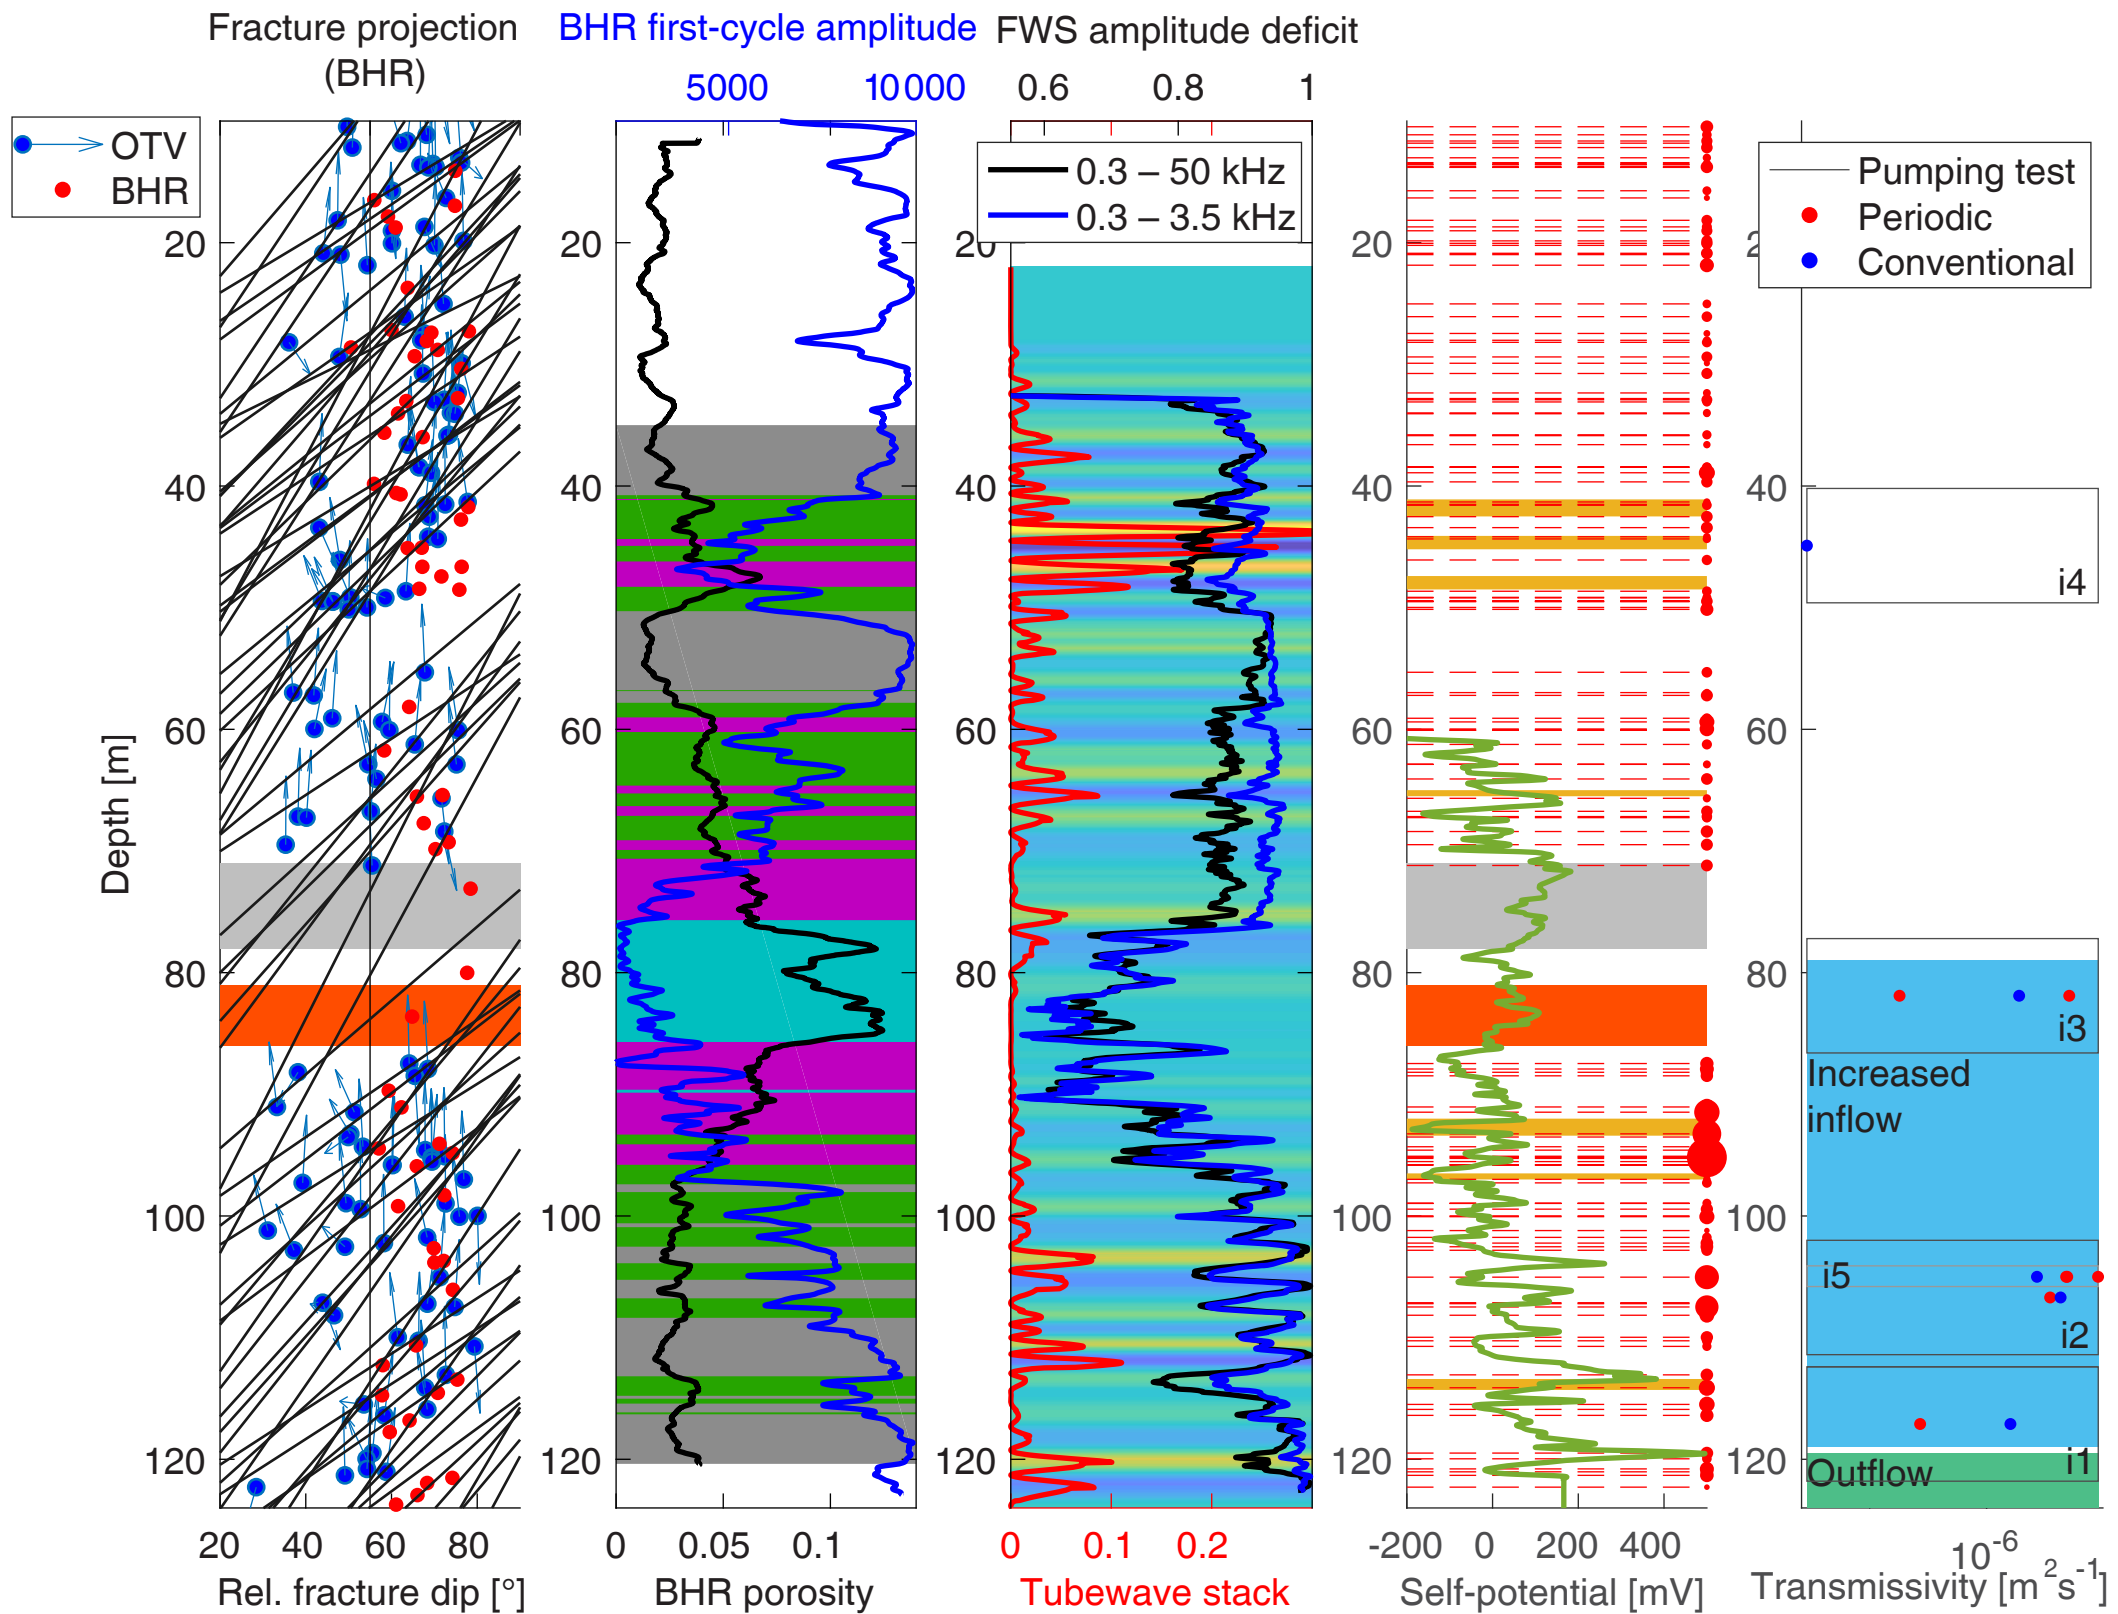 Fracture projection
(BHR)
BHR first-cycle amplitude
FWS amplitude deficit
5000
10000
0.6
0.8
1
OTV
BHR
0.3 – 50 kHz
0.3 – 3.5 kHz
Pumping test
Periodic
Conventional
Depth [m]
20
40
60
80
100
120
20
40
60
80
100
120
20
40
60
80
100
120
20
40
60
80
100
120
2
40
60
80
100
120
i4
i3
Increased
inflow
i5
i2
i1
Outflow
20
40
60
80
Rel. fracture dip [°]
0
0.05
0.1
BHR porosity
0
0.1
0.2
Tubewave stack
-200
0
200
400
Self-potential [mV]
10-6
Transmissivity [m2s-1]